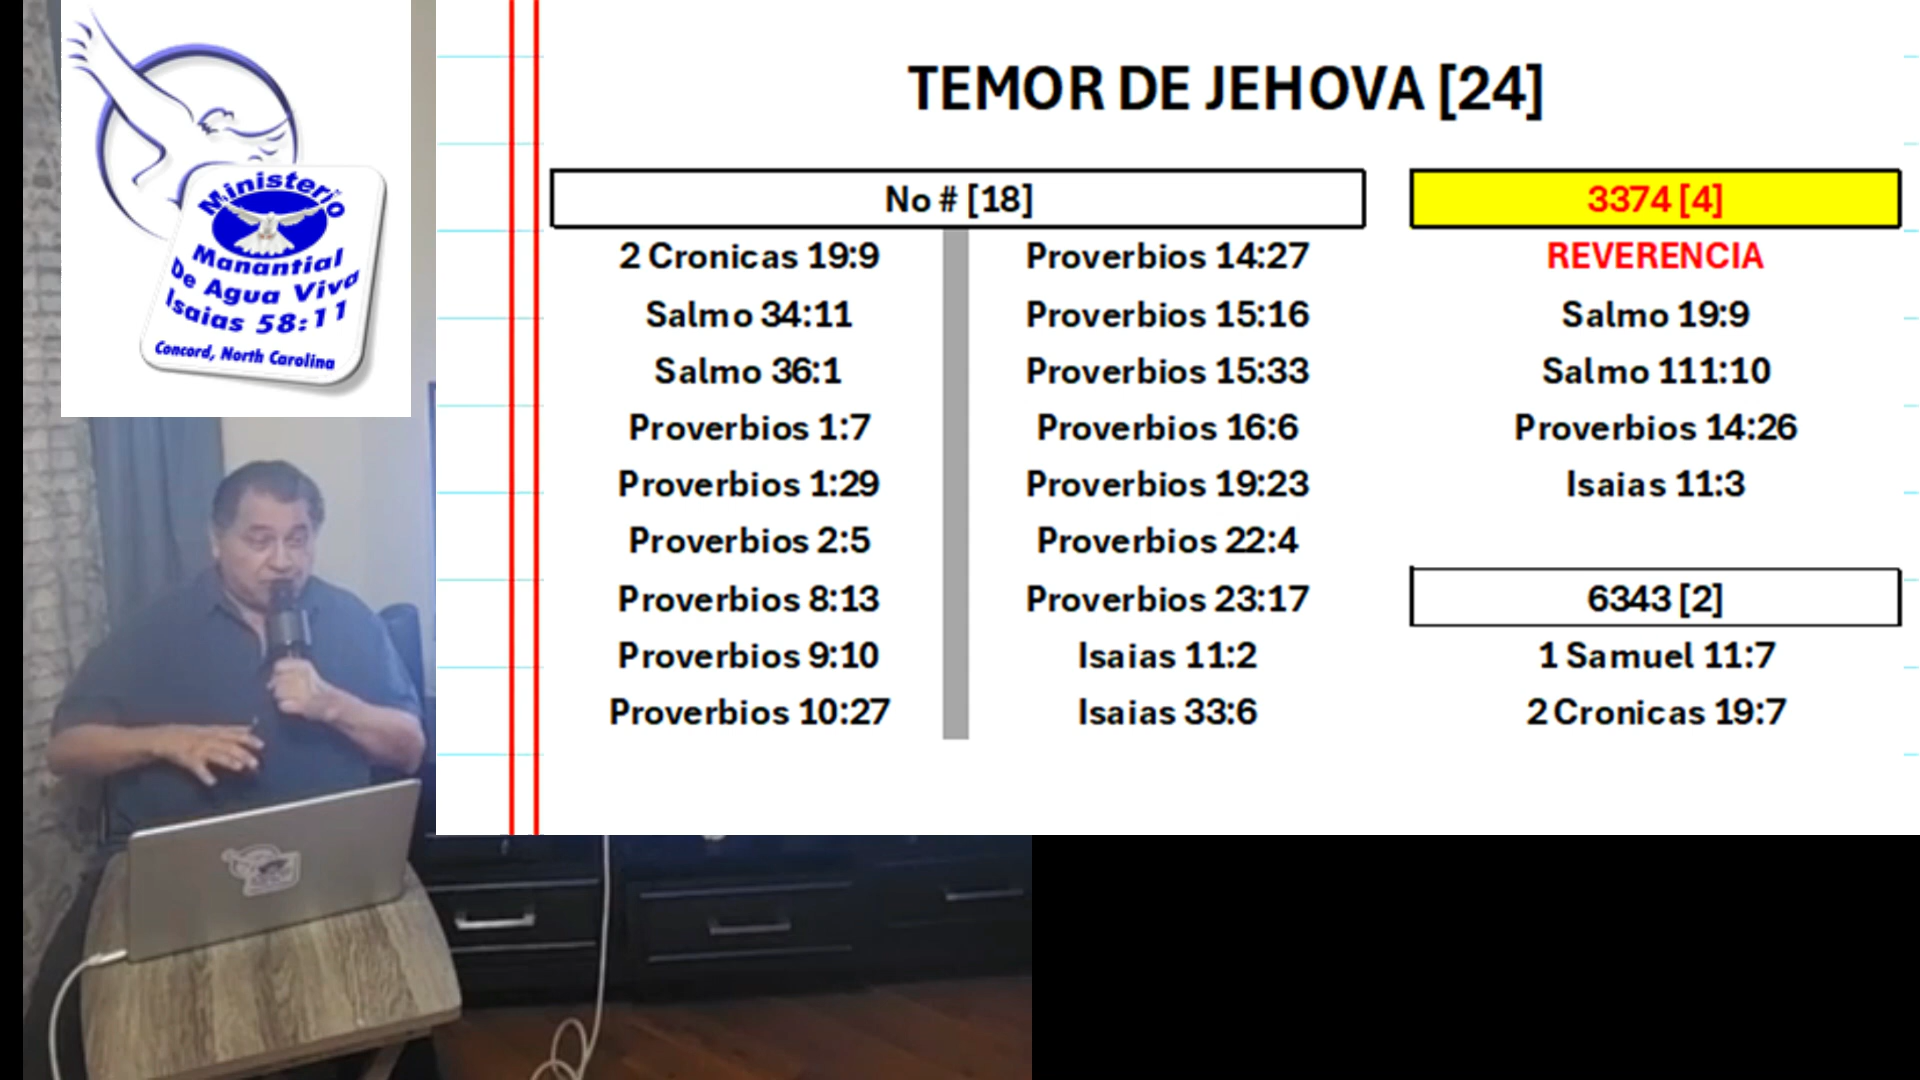 Ministerio
Manantial
De Agua Viva
Isaias 58:11
Concord, North Carolina
TEMOR DE JEHOVA [24]
No # [18]
2 Cronicas 19:9
Salmo 34:11
Salmo 36:1
Proverbios 1:7
Proverbios 1:29
Proverbios 2:5
Proverbios 8:13
Proverbios 9:10
Proverbios 10:27
Proverbios 14:27
Proverbios 15:16
Proverbios 15:33
Proverbios 16:6
Proverbios 19:23
Proverbios 22:4
Proverbios 23:17
Isaias 11:2
Isaias 33:6
3374 [4]
REVERENCIA
Salmo 19:9
Salmo 111:10
Proverbios 14:26
Isaias 11:3
6343 [2]
1 Samuel 11:7
2 Cronicas 19:7